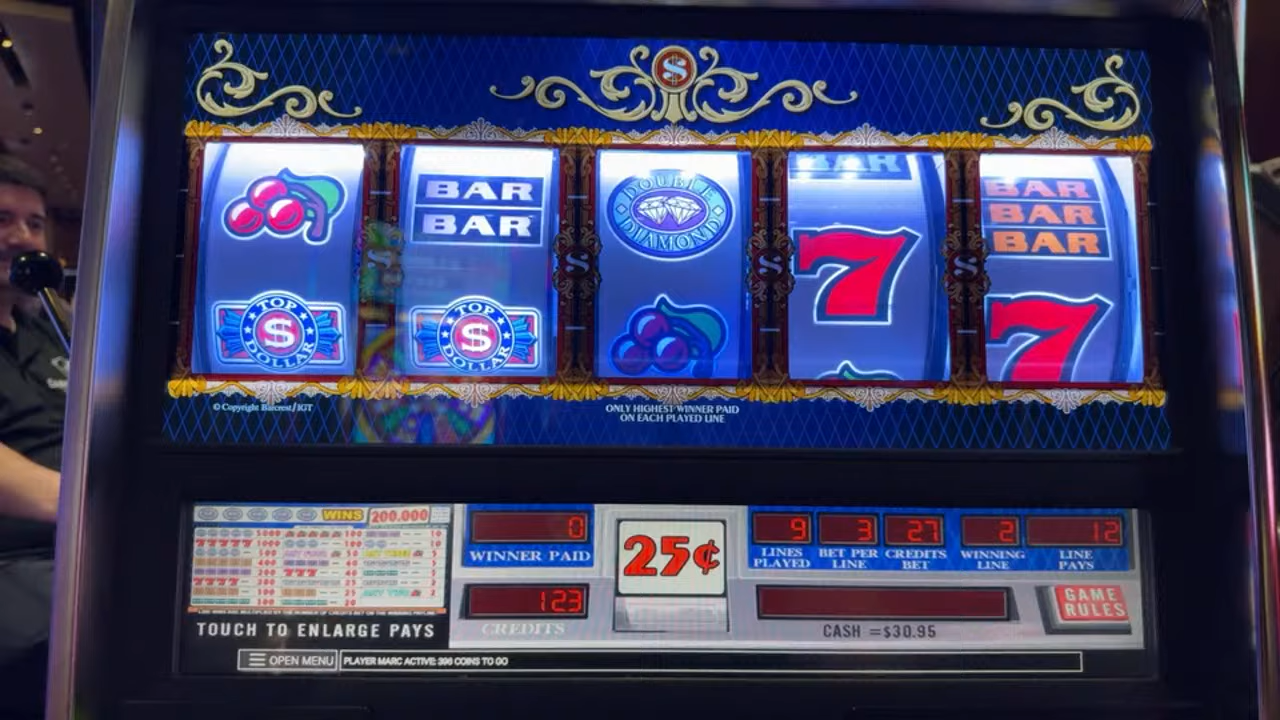 $
BAR
BAR
DOUBLE
DIAMOND
BAR
7
BAR
BAR
BAR
TOP
$
DOLLAR
TOP
$
DOLLAR
7
© Copyright Barcrest/IGT
ONLY HIGHEST WINNER PAID
ON EACH PLAYED LINE
WINS 200,000
0
WINNER PAID
25¢
9
LINES
PLAYED
3
BET PER
LINE
27
CREDITS
BET
2
WINNING
LINE
12
LINE
PAYS
123
CREDITS
CASH =$30.95
GAME
RULES
TOUCH TO ENLARGE PAYS
OPEN MENU
PLAYER MARC ACTIVE: 396 COINS TO GO